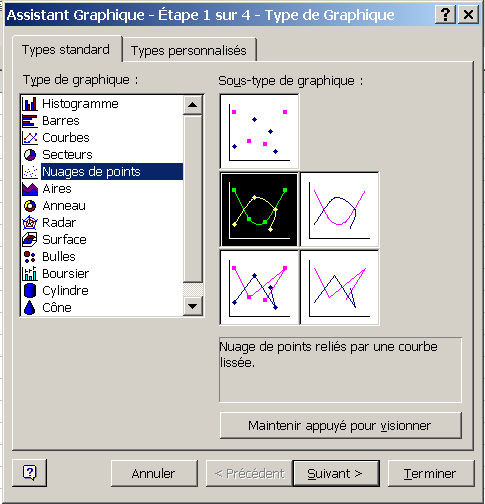 Assistant Graphique - Étape 1 sur 4 - Type de Graphique
Types standard
Types personnalisés
Type de graphique :
Histogramme
Barres
Courbes
Secteurs
Nuages de points
Aires
Anneau
Radar
Surface
Bulles
Boursier
Cylindre
Cône
Sous-type de graphique :
Nuage de points reliés par une courbe
lissée.
Maintenir appuyé pour visionner
Annuler
< Précédent
Suivant >
Terminer